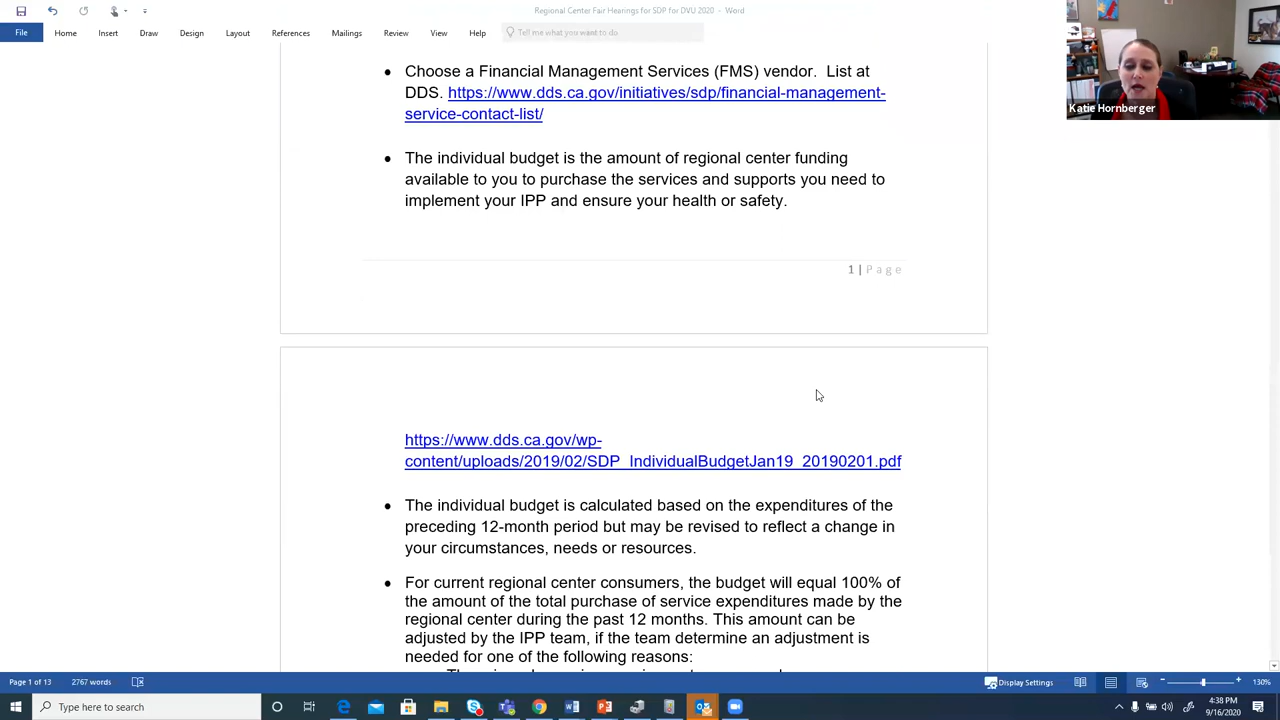 Regional Center Fair Hearings for SDP for DVU 2020 - Word
File Home Insert Draw Design Layout References Mailings Review View Help Tell me what you want to do
Katie Hornberger
• Choose a Financial Management Services (FMS) vendor. List at
DDS. https://www.dds.ca.gov/initiatives/sdp/financial-management-
service-contact-list/
• The individual budget is the amount of regional center funding
available to you to purchase the services and supports you need to
implement your IPP and ensure your health or safety.
1 | Page
https://www.dds.ca.gov/wp-
content/uploads/2019/02/SDP_IndividualBudgetJan19_20190201.pdf
• The individual budget is calculated based on the expenditures of the
preceding 12-month period but may be revised to reflect a change in
your circumstances, needs or resources.
• For current regional center consumers, the budget will equal 100% of
the amount of the total purchase of service expenditures made by the
regional center during the past 12 months. This amount can be
adjusted by the IPP team, if the team determine an adjustment is
needed for one of the following reasons:
Page 1 of 13 2767 words Display Settings 130%
Type here to search
4:38 PM
9/16/2020